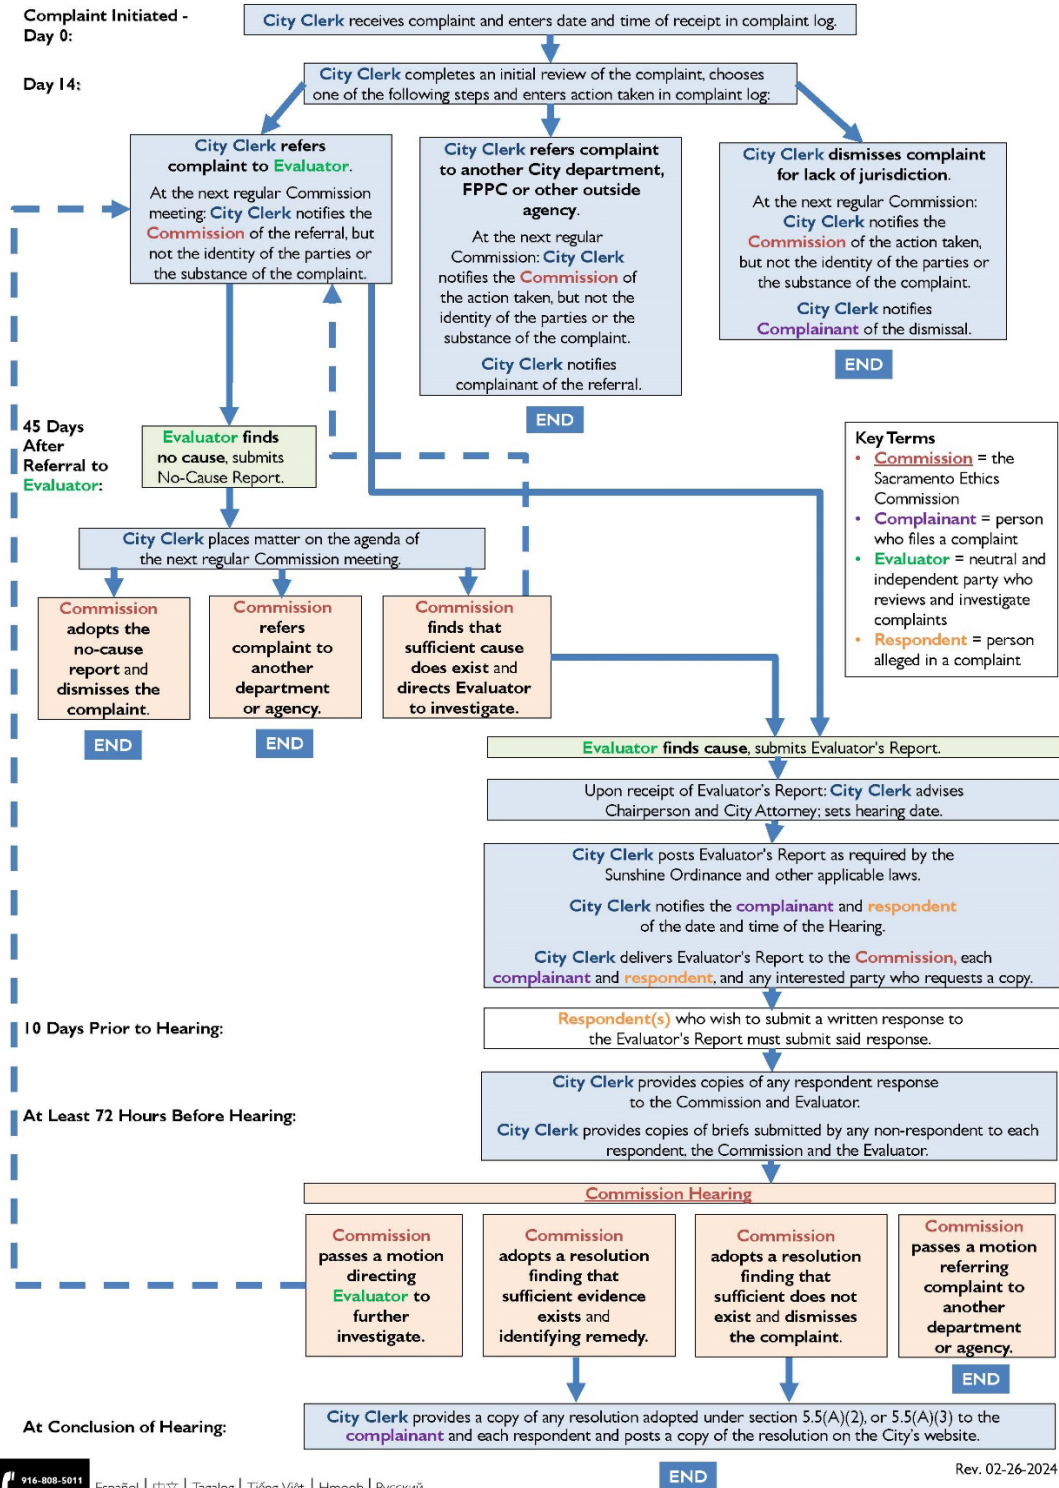 Complaint Initiated -
Day 0:
City Clerk receives complaint and enters date and time of receipt in complaint log.
Day 14:
City Clerk completes an initial review of the complaint, chooses
one of the following steps and enters action taken in complaint log:
City Clerk refers
complaint to Evaluator.
At the next regular Commission
meeting: City Clerk notifies the
Commission of the referral, but
not the identity of the parties or
the substance of the complaint.
City Clerk refers complaint
to another City department,
FPPC or other outside
agency.
At the next regular
Commission: City Clerk
notifies the Commission of
the action taken, but not the
identity of the parties or the
substance of the complaint.
City Clerk notifies
complainant of the referral.
END
City Clerk dismisses complaint
for lack of jurisdiction.
At the next regular Commission:
City Clerk notifies the
Commission of the action taken,
but not the identity of the parties or
the substance of the complaint.
City Clerk notifies
Complainant of the dismissal.
END
45 Days
After
Referral to
Evaluator:
Evaluator finds
no cause, submits
No-Cause Report.
Key Terms
• Commission = the
Sacramento Ethics
Commission
• Complainant = person
who files a complaint
• Evaluator = neutral and
independent party who
reviews and investigate
complaints
• Respondent = person
alleged in a complaint
City Clerk places matter on the agenda of
the next regular Commission meeting.
Commission
adopts the
no-cause
report and
dismisses the
complaint.
END
Commission
refers
complaint to
another
department
or agency.
END
Commission
finds that
sufficient cause
does exist and
directs Evaluator
to investigate.
Evaluator finds cause, submits Evaluator's Report.
Upon receipt of Evaluator's Report: City Clerk advises
Chairperson and City Attorney; sets hearing date.
City Clerk posts Evaluator's Report as required by the
Sunshine Ordinance and other applicable laws.
City Clerk notifies the complainant and respondent
of the date and time of the Hearing.
City Clerk delivers Evaluator's Report to the Commission, each
complainant and respondent, and any interested party who requests a copy.
10 Days Prior to Hearing:
Respondent(s) who wish to submit a written response to
the Evaluator's Report must submit said response.
At Least 72 Hours Before Hearing:
City Clerk provides copies of any respondent response
to the Commission and Evaluator.
City Clerk provides copies of briefs submitted by any non-respondent to each
respondent, the Commission and the Evaluator.
Commission Hearing
Commission
passes a motion
directing
Evaluator to
further
investigate.
Commission
adopts a resolution
finding that
sufficient evidence
exists and
identifying remedy.
Commission
adopts a resolution
finding that
sufficient does not
exist and dismisses
the complaint.
Commission
passes a motion
referring
complaint to
another
department
or agency.
END
At Conclusion of Hearing:
City Clerk provides a copy of any resolution adopted under section 5.5(A)(2), or 5.5(A)(3) to the
complainant and each respondent and posts a copy of the resolution on the City's website.
END
Rev. 02-26-2024
916-808-5011
Español | 中文 | Tagalog | Tiếng Việt | Hmoob | Русский